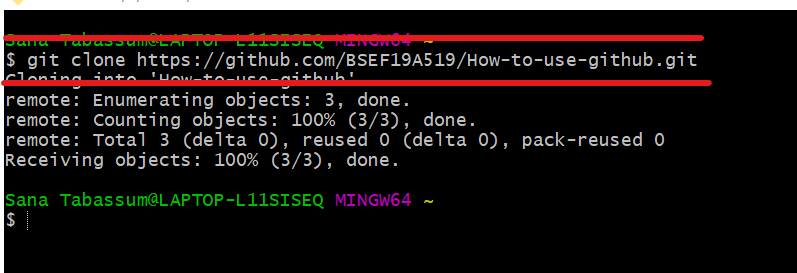 Sana Tabassum@LAPTOP-L11SISEQ MINGW64 ~
$ git clone https://github.com/BSEF19A519/How-to-use-github.git
Cloning into 'How-to-use-github'
remote: Enumerating objects: 3, done.
remote: Counting objects: 100% (3/3), done.
remote: Total 3 (delta 0), reused 0 (delta 0), pack-reused 0
Receiving objects: 100% (3/3), done.
Sana Tabassum@LAPTOP-L11SISEQ MINGW64 ~
$